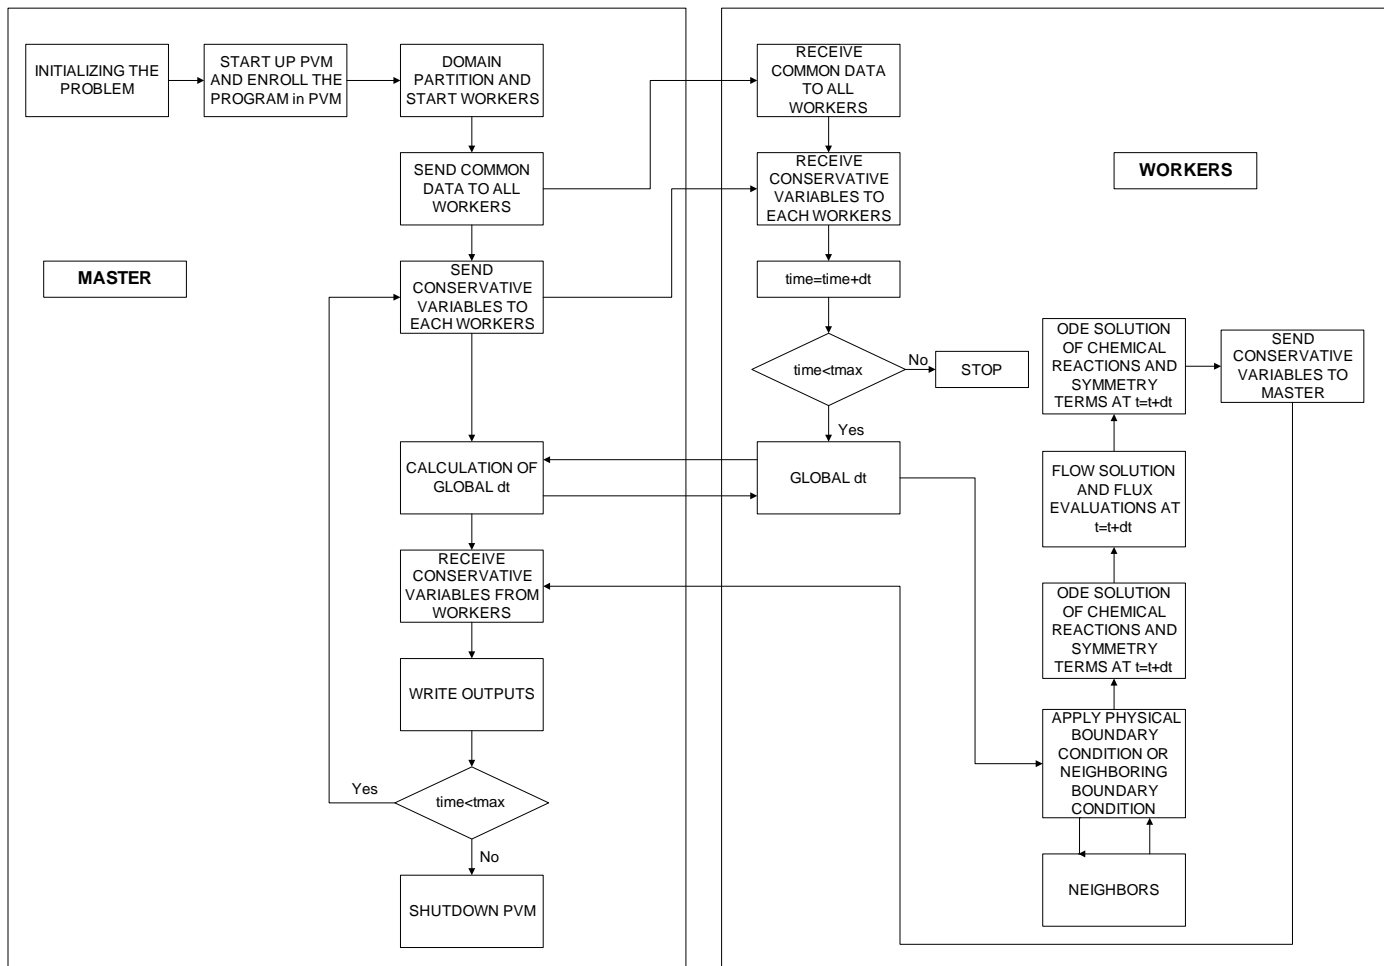 INITIALIZING THE
PROBLEM
START UP PVM
AND ENROLL THE
PROGRAM in PVM
DOMAIN
PARTITION AND
START WORKERS
SEND COMMON
DATA TO ALL
WORKERS
MASTER
SEND
CONSERVATIVE
VARIABLES TO
EACH WORKERS
CALCULATION OF
GLOBAL dt
RECEIVE
CONSERVATIVE
VARIABLES FROM
WORKERS
WRITE OUTPUTS
Yes
time<tmax
No
SHUTDOWN PVM
RECEIVE
COMMON DATA
TO ALL
WORKERS
RECEIVE
CONSERVATIVE
VARIABLES TO
EACH WORKERS
WORKERS
time=time+dt
time<tmax
No
STOP
Yes
GLOBAL dt
ODE SOLUTION
OF CHEMICAL
REACTIONS AND
SYMMETRY
TERMS AT t=t+dt
SEND
CONSERVATIVE
VARIABLES TO
MASTER
FLOW SOLUTION
AND FLUX
EVALUATIONS AT
t=t+dt
ODE SOLUTION
OF CHEMICAL
REACTIONS AND
SYMMETRY
TERMS AT t=t+dt
APPLY PHYSICAL
BOUNDARY
CONDITION OR
NEIGHBORING
BOUNDARY
CONDITION
NEIGHBORS